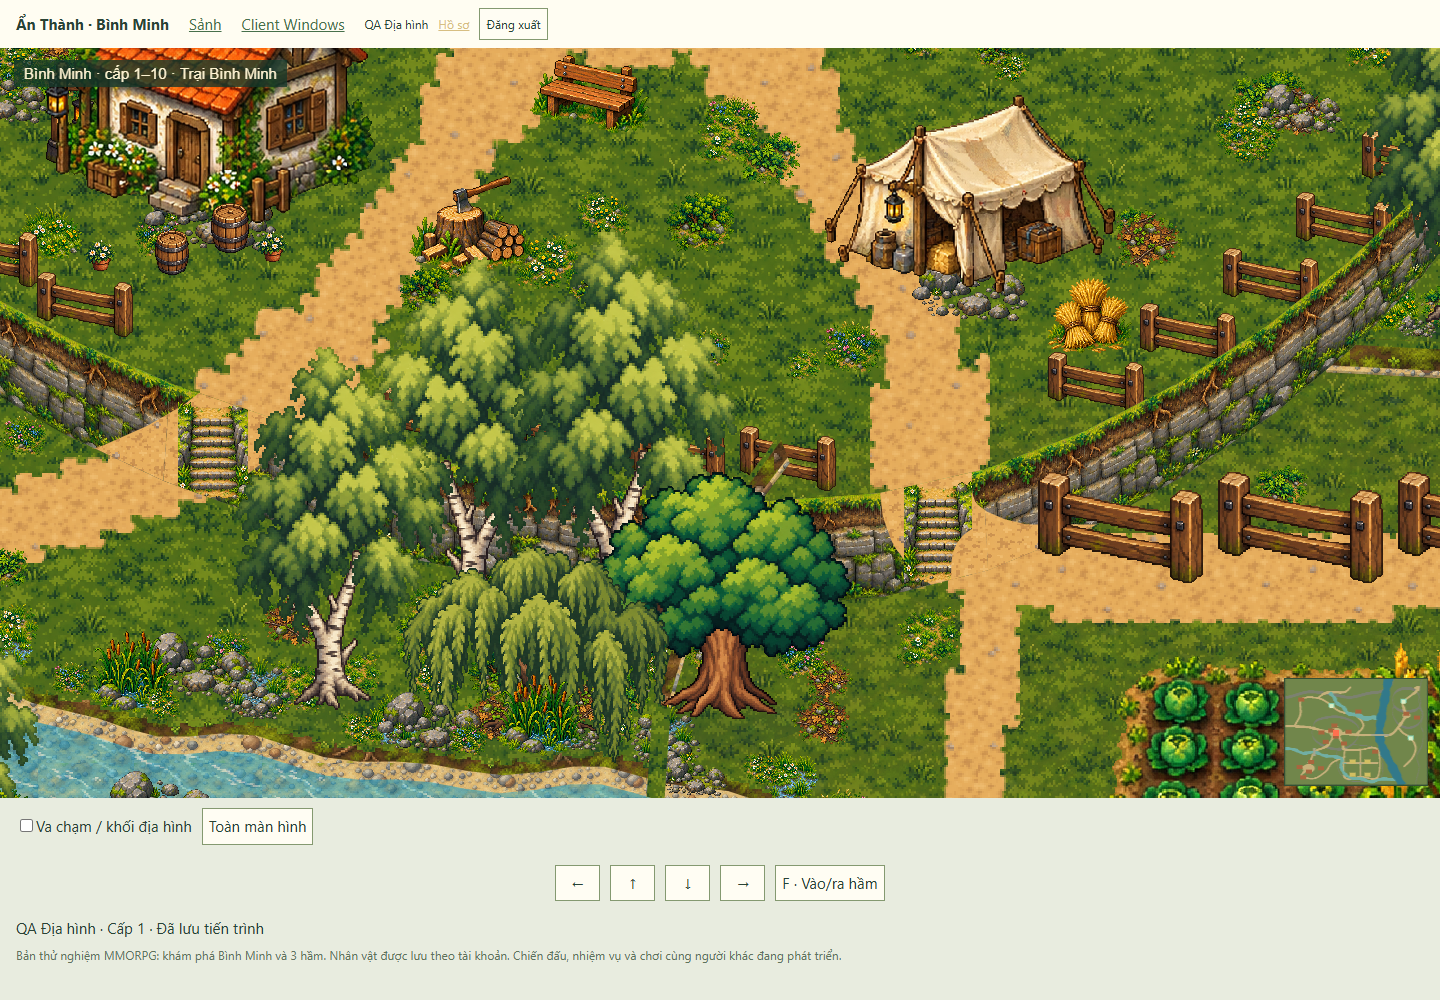 Ẩn Thành · Bình Minh Sảnh Client Windows QA Địa hình Hồ sơ Đăng xuất
Bình Minh · cấp 1–10 · Trại Bình Minh
Va chạm / khối địa hình Toàn màn hình
← ↑ ↓ → F · Vào/ra hầm
QA Địa hình · Cấp 1 · Đã lưu tiến trình
Bản thử nghiệm MMORPG: khám phá Bình Minh và 3 hầm. Nhân vật được lưu theo tài khoản. Chiến đấu, nhiệm vụ và chơi cùng người khác đang phát triển.